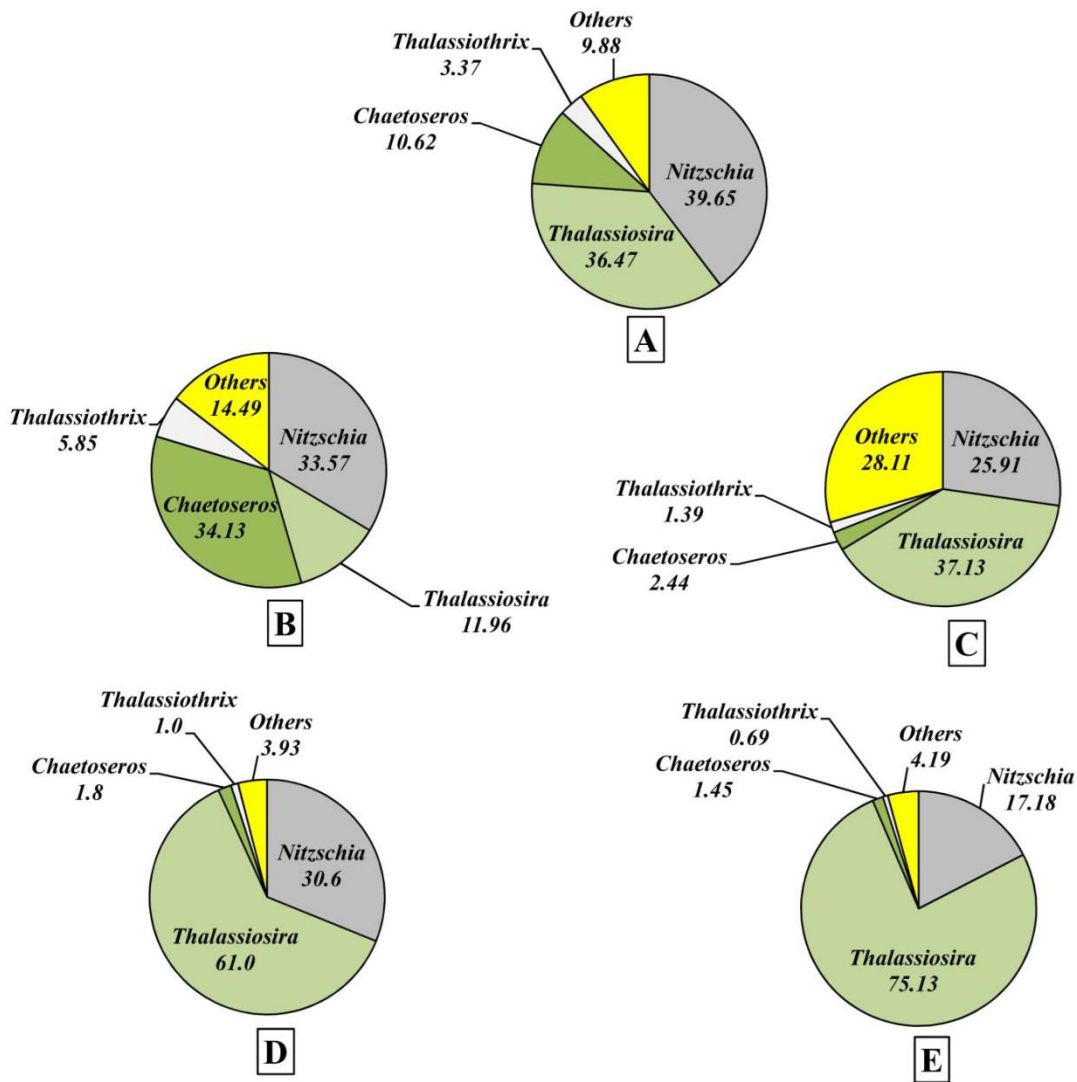 Others
9.88
Thalassiothrix
3.37
Chaetoseros
10.62
Nitzschia
39.65
Thalassiosira
36.47
A
Others
14.49
Thalassiothrix
5.85
Nitzschia
33.57
Chaetoseros
34.13
Thalassiosira
11.96
B
Others
28.11
Nitzschia
25.91
Thalassiothrix
1.39
Chaetoseros
2.44
Thalassiosira
37.13
C
Thalassiothrix
1.0
Others
3.93
Chaetoseros
1.8
Nitzschia
30.6
Thalassiosira
61.0
D
Thalassiothrix
0.69
Others
4.19
Chaetoseros
1.45
Nitzschia
17.18
Thalassiosira
75.13
E